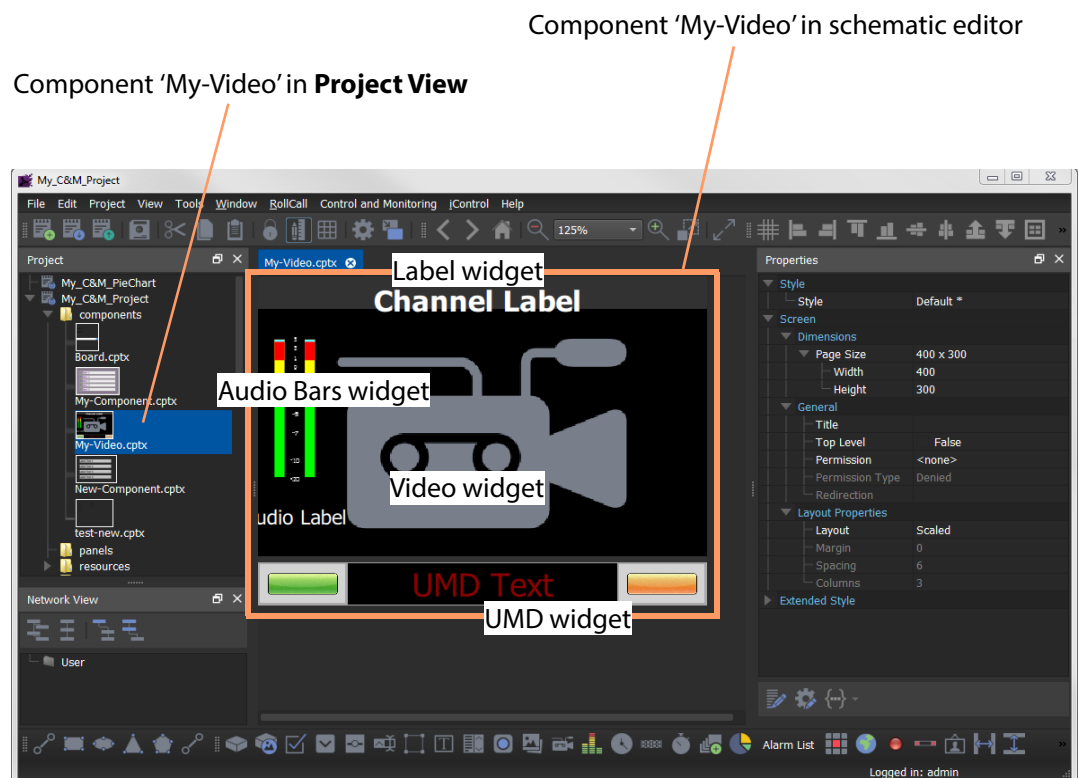 Component ‘My-Video’ in schematic editor
Component ‘My-Video’ in Project View
My_C&M_Project
File Edit Project View Tools Window RollCall Control and Monitoring iControl Help
125%
Project
My-Video.cptx
Properties
My_C&M_PieChart
My_C&M_Project
components
Board.cptx
My-Component.cptx
My-Video.cptx
New-Component.cptx
test-new.cptx
panels
resources
Network View
User
Label widget
Channel Label
Audio Bars widget
Video widget
udio Label
UMD Text
UMD widget
Style
Style Default *
Screen
Dimensions
Page Size 400 x 300
Width 400
Height 300
General
Title
Top Level False
Permission <none>
Permission Type Denied
Redirection
Layout Properties
Layout Scaled
Margin 0
Spacing 6
Columns 3
Extended Style
Alarm List
Logged in: admin